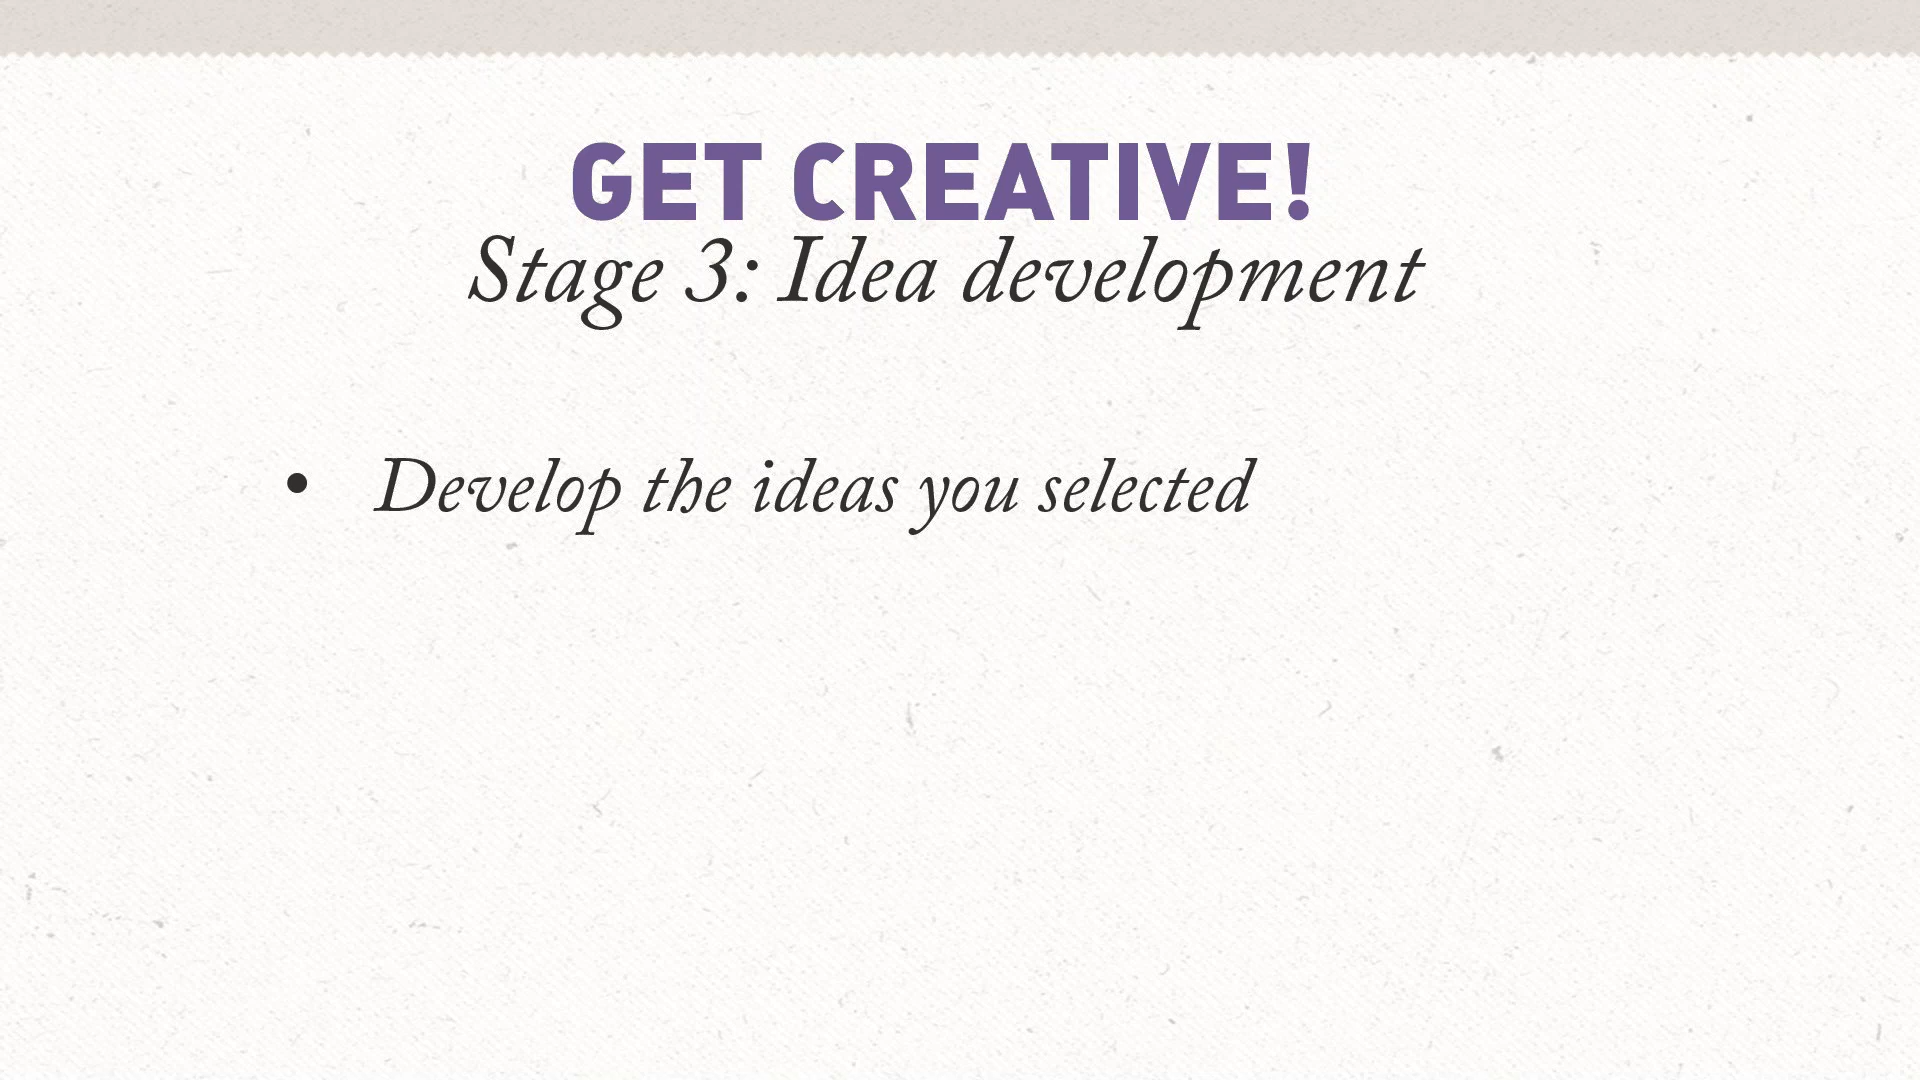 GET CREATIVE!
Stage 3: Idea development
• Develop the ideas you selected